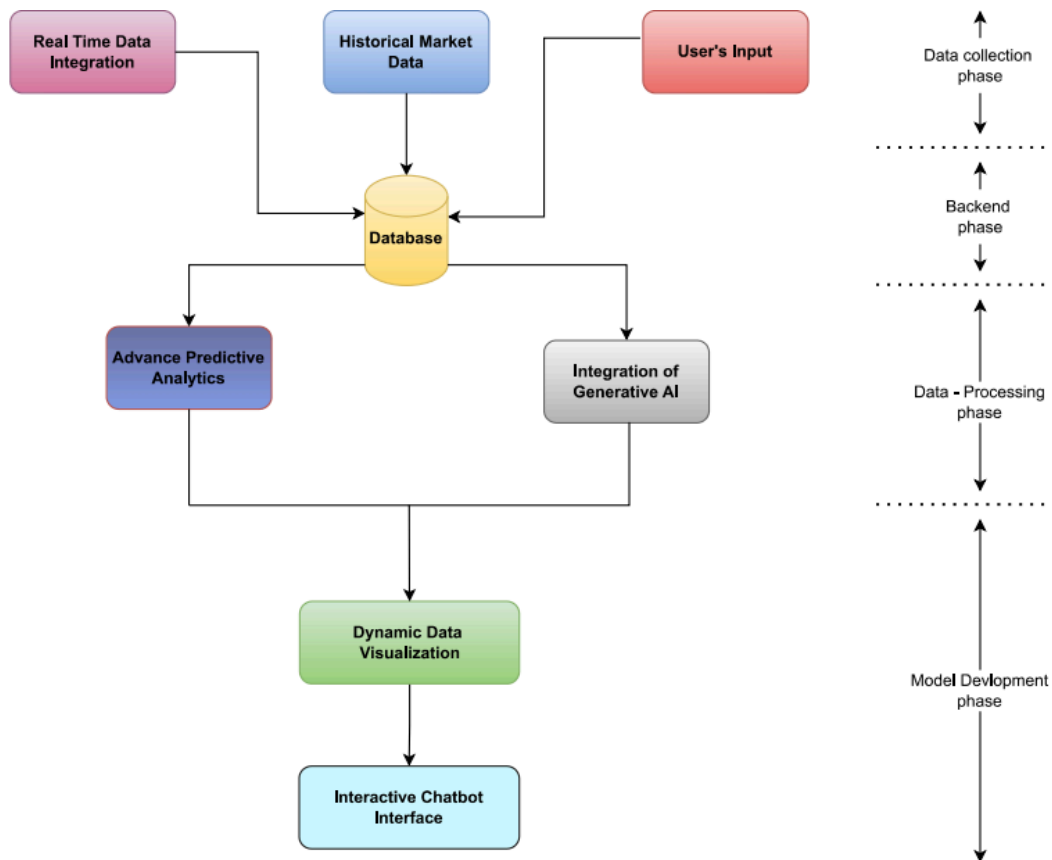 Real Time Data
Integration
Historical Market
Data
User's Input
Data collection
phase
Database
Backend
phase
Advance Predictive
Analytics
Integration of
Generative AI
Data - Processing
phase
Dynamic Data
Visualization
Model Devlopment
phase
Interactive Chatbot
Interface